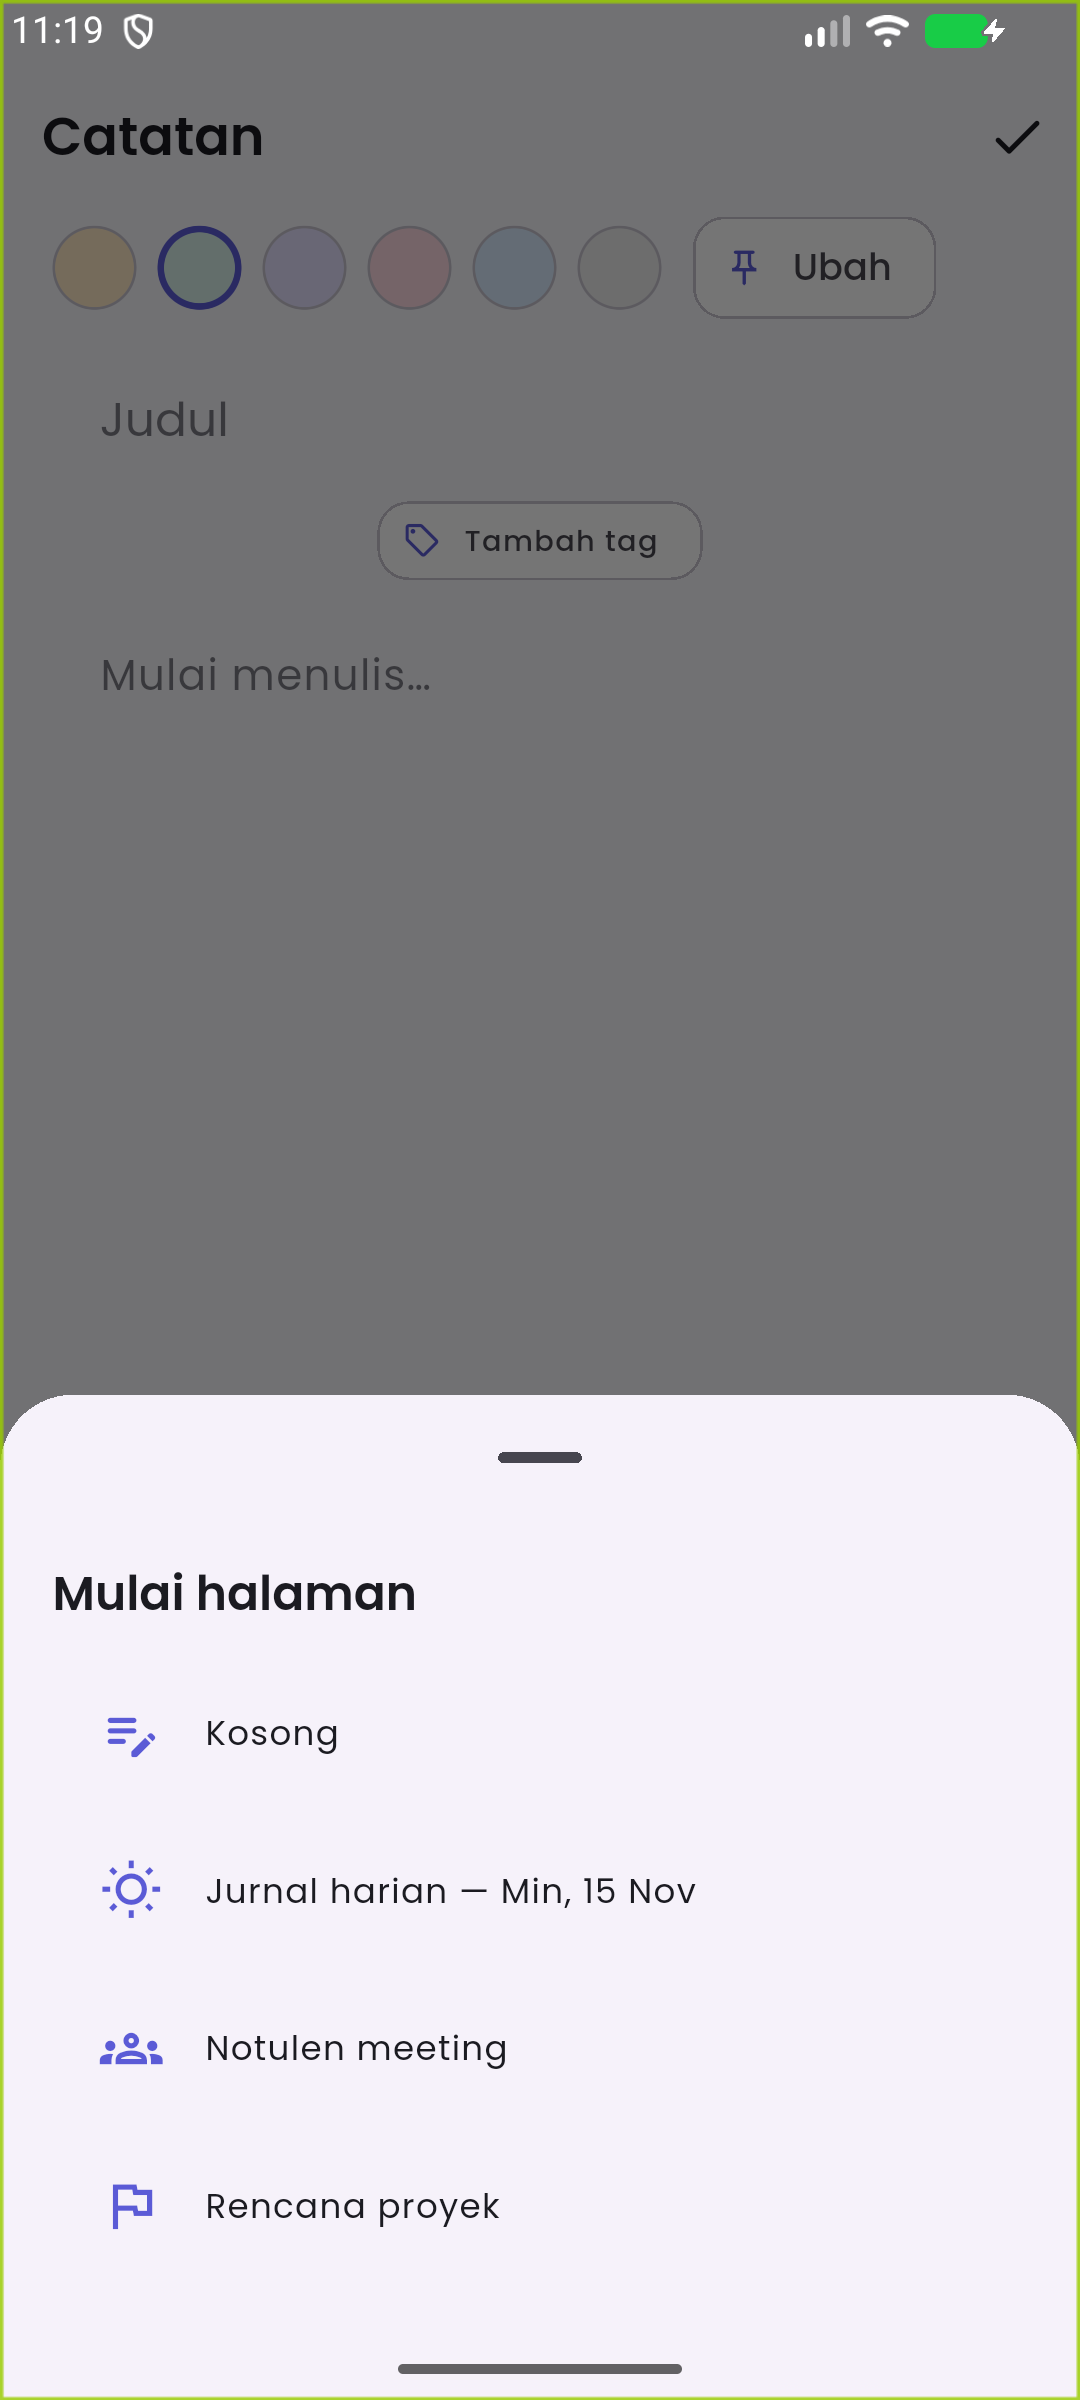 11:19
Catatan
Ubah
Judul
Tambah tag
Mulai menulis...
Mulai halaman
Kosong
Jurnal harian — Min, 15 Nov
Notulen meeting
Rencana proyek